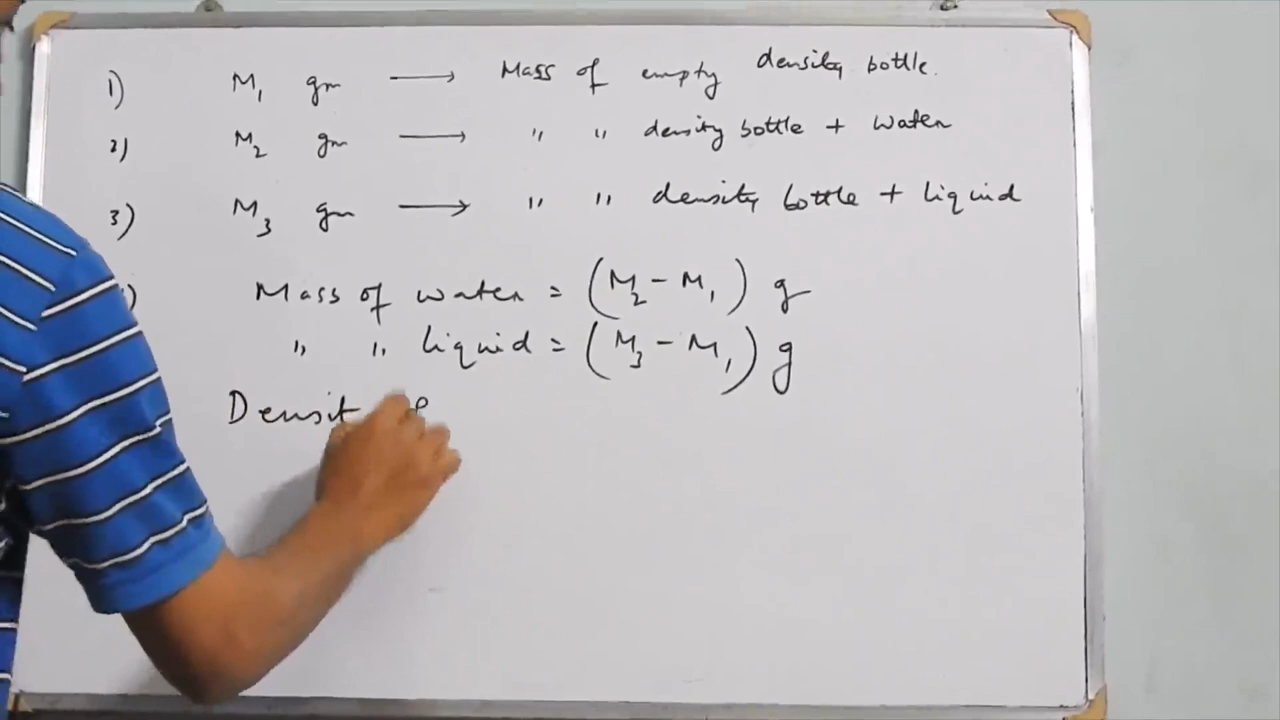 1) M₁ gm → Mass of empty density bottle.
2) M₂ gm → " " density bottle + water
3) M₃ gm → " " density bottle + liquid
Mass of water = (M₂ - M₁) g
" " liquid = (M₃ - M₁) g